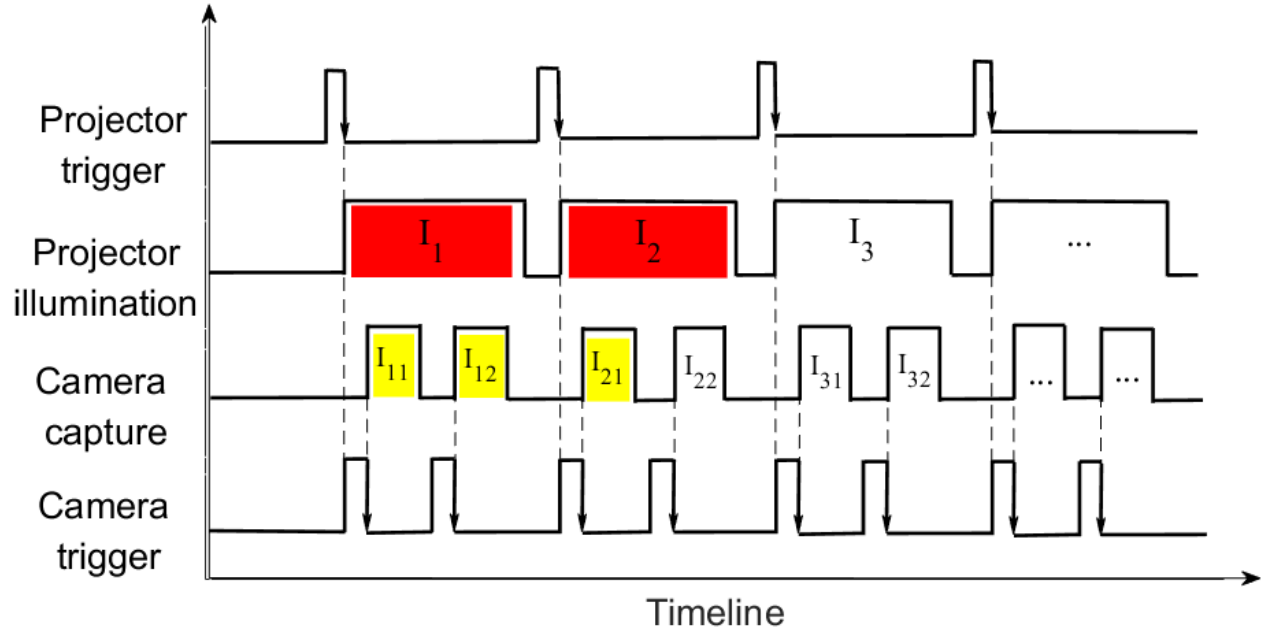 Projector
trigger
Projector
illumination
I1 I2 I3 ...
Camera
capture
I11 I12 I21 I22 I31 I32 ... ...
Camera
trigger
Timeline